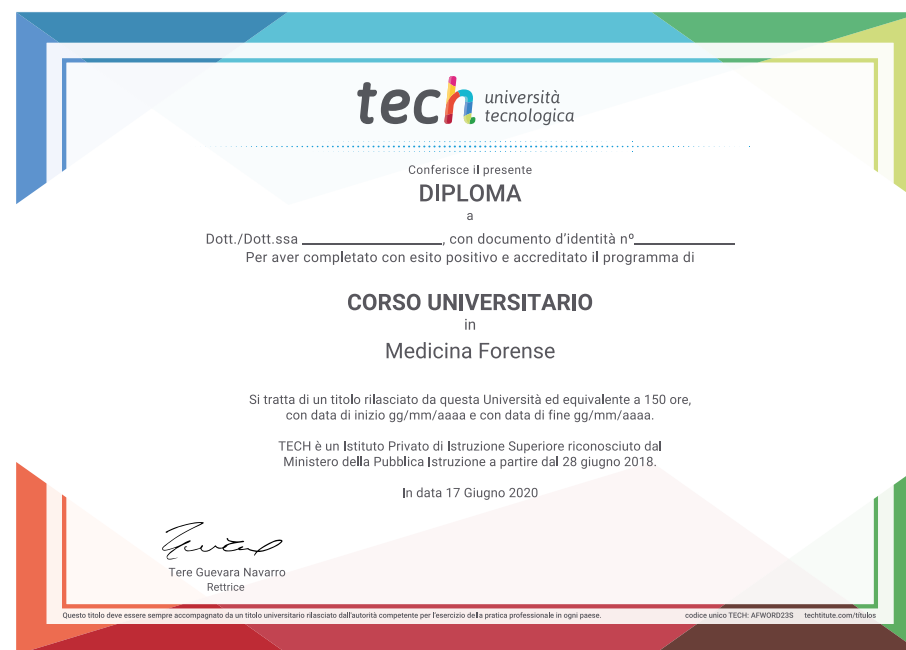 tech università
tecnologica
Conferisce il presente
DIPLOMA
a
Dott./Dott.ssa ____________________, con documento d'identità nº______________
Per aver completato con esito positivo e accreditato il programma di
CORSO UNIVERSITARIO
in
Medicina Forense
Si tratta di un titolo rilasciato da questa Università ed equivalente a 150 ore,
con data di inizio gg/mm/aaaa e con data di fine gg/mm/aaaa.
TECH è un Istituto Privato di Istruzione Superiore riconosciuto dal
Ministero della Pubblica Istruzione a partire dal 28 giugno 2018.
In data 17 Giugno 2020
Tere Guevara Navarro
Rettrice
Questo titolo deve essere sempre accompagnato da un titolo universitario rilasciato dall'autorità competente per l'esercizio della pratica professionale in ogni paese. codice unico TECH: AFWORD23S techtitute.com/títulos